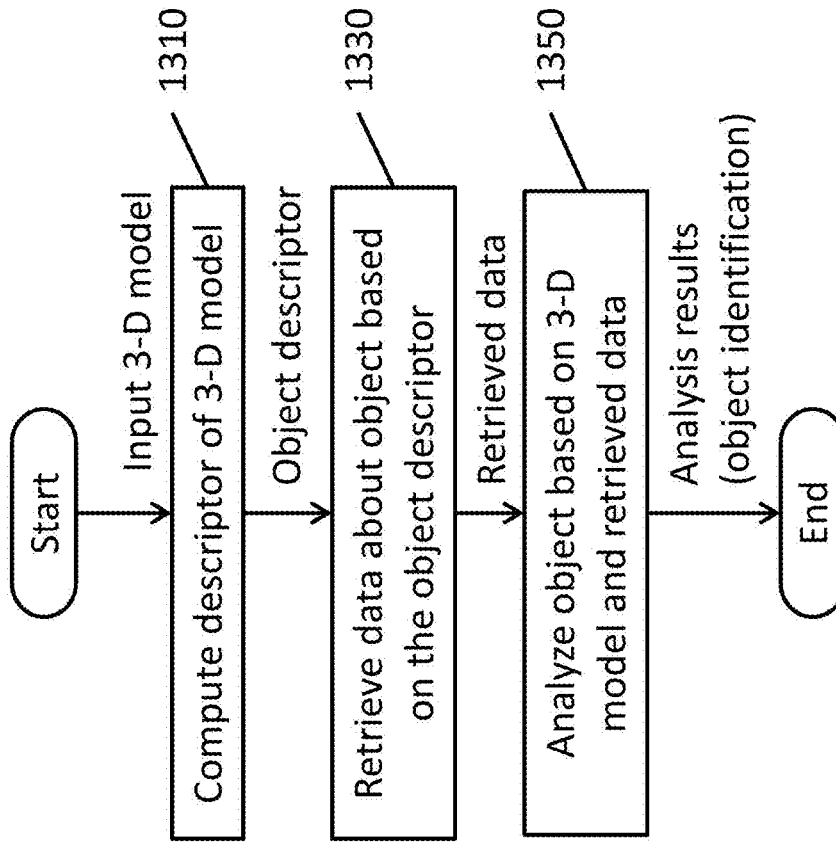 Start
Input 3-D model
Compute descriptor of 3-D model
1310
Object descriptor
Retrieve data about object based
on the object descriptor
1330
Retrieved data
Analyze object based on 3-D
model and retrieved data
1350
Analysis results
(object identification)
End